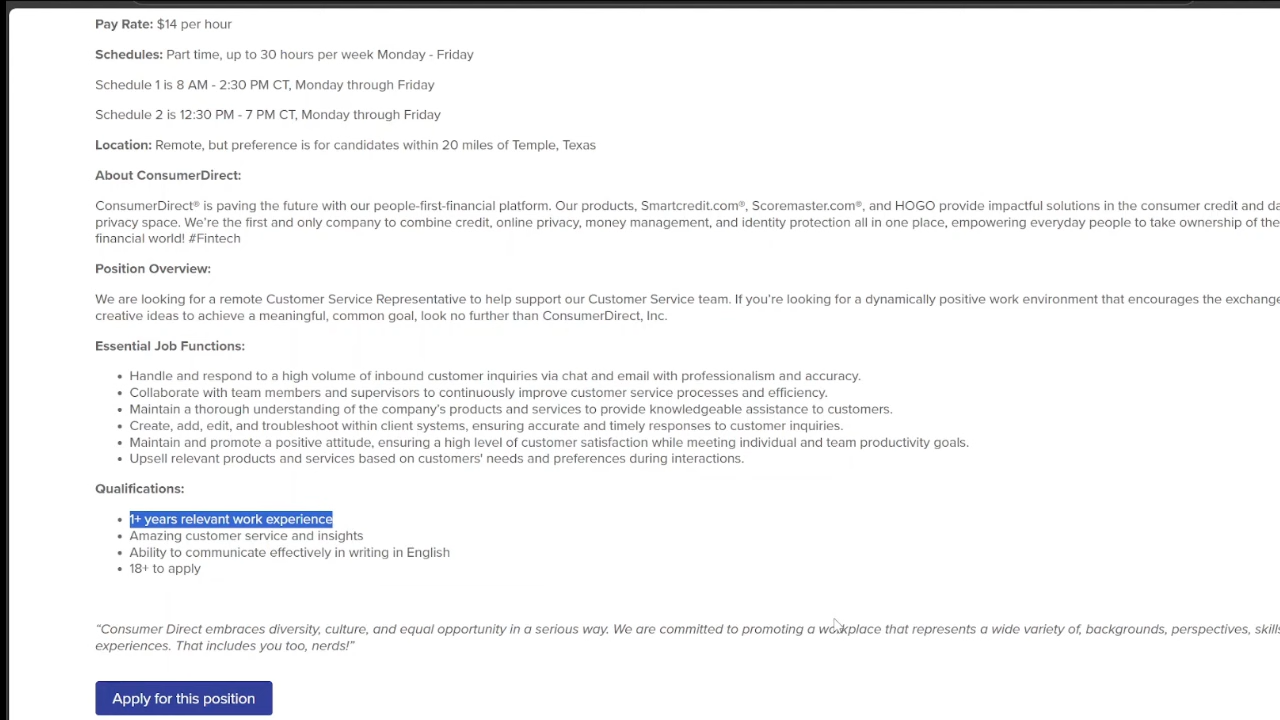 Pay Rate: $14 per hour
Schedules: Part time, up to 30 hours per week Monday - Friday
Schedule 1 is 8 AM - 2:30 PM CT, Monday through Friday
Schedule 2 is 12:30 PM - 7 PM CT, Monday through Friday
Location: Remote, but preference is for candidates within 20 miles of Temple, Texas
About ConsumerDirect:
ConsumerDirect® is paving the future with our people-first-financial platform. Our products, Smartcredit.com®, Scoremaster.com®, and HOGO provide impactful solutions in the consumer credit and da
privacy space. We're the first and only company to combine credit, online privacy, money management, and identity protection all in one place, empowering everyday people to take ownership of the
financial world! #Fintech
Position Overview:
We are looking for a remote Customer Service Representative to help support our Customer Service team. If you're looking for a dynamically positive work environment that encourages the exchange
creative ideas to achieve a meaningful, common goal, look no further than ConsumerDirect, Inc.
Essential Job Functions:
• Handle and respond to a high volume of inbound customer inquiries via chat and email with professionalism and accuracy.
• Collaborate with team members and supervisors to continuously improve customer service processes and efficiency.
• Maintain a thorough understanding of the company's products and services to provide knowledgeable assistance to customers.
• Create, add, edit, and troubleshoot within client systems, ensuring accurate and timely responses to customer inquiries.
• Maintain and promote a positive attitude, ensuring a high level of customer satisfaction while meeting individual and team productivity goals.
• Upsell relevant products and services based on customers' needs and preferences during interactions.
Qualifications:
• 1+ years relevant work experience
• Amazing customer service and insights
• Ability to communicate effectively in writing in English
• 18+ to apply
"Consumer Direct embraces diversity, culture, and equal opportunity in a serious way. We are committed to promoting a workplace that represents a wide variety of, backgrounds, perspectives, skills
experiences. That includes you too, nerds!"
Apply for this position